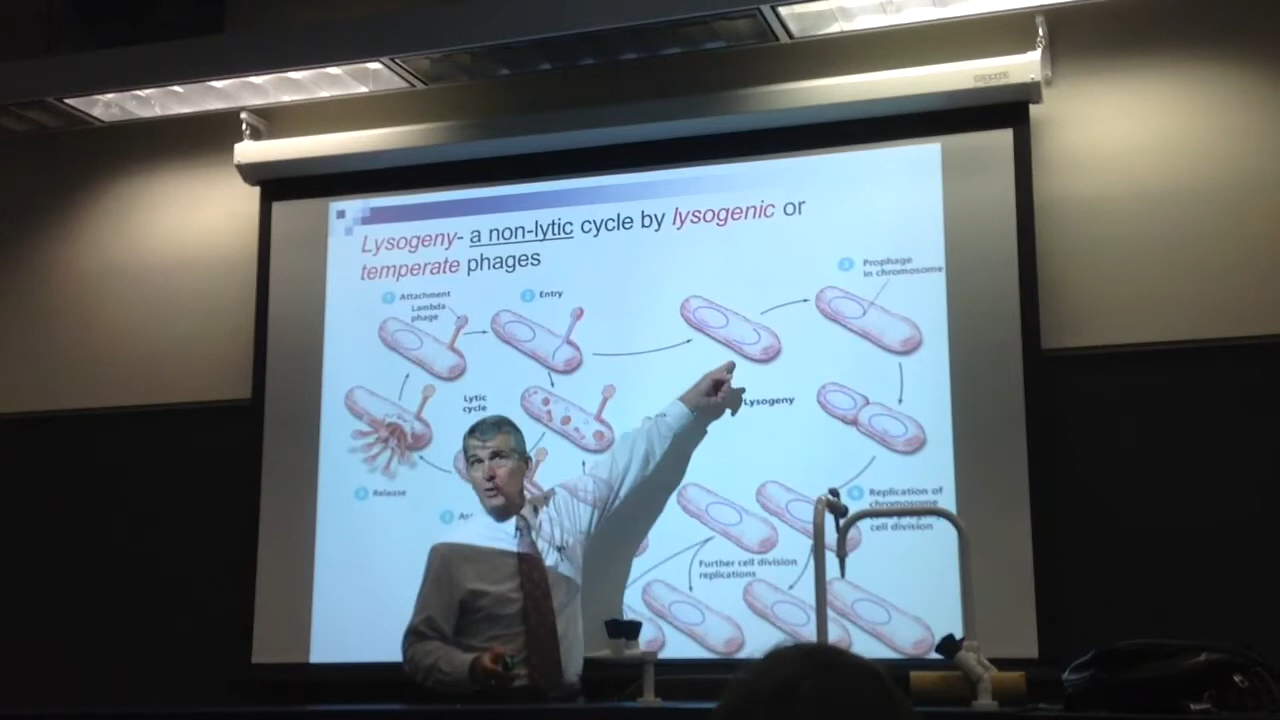 Lysogeny- a non-lytic cycle by lysogenic or
temperate phages
1 Attachment
Lambda
phage
2 Entry
3 Prophage
in chromosome
Lytic
cycle
Lysogeny
Release
Replication of
chromosome
cell division
Further cell division
replications